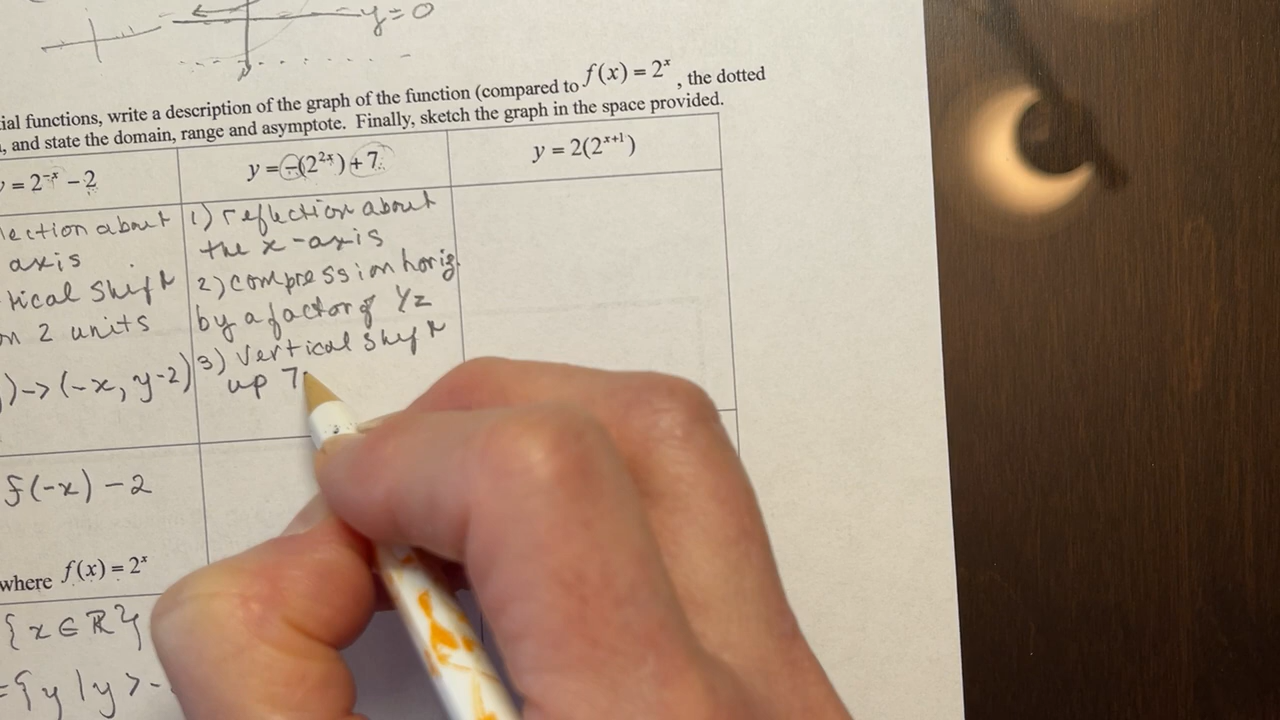 y=0
ial functions, write a description of the graph of the function (compared to f(x) = 2^x, the dotted
, and state the domain, range and asymptote. Finally, sketch the graph in the space provided.
y = 2^{-x} - 2
y = -(2^{2x}) + 7
y = 2(2^{x+1})
lection about
axis
tical Shift
n 2 units
) -> (-x, y-2)
1) reflection about
the x-axis
2) compression horiz.
by a factor of 1/2
3) Vertical Shift
up 7
f(-x) - 2
where f(x) = 2^x
{x ∈ ℝ}
={y | y > -